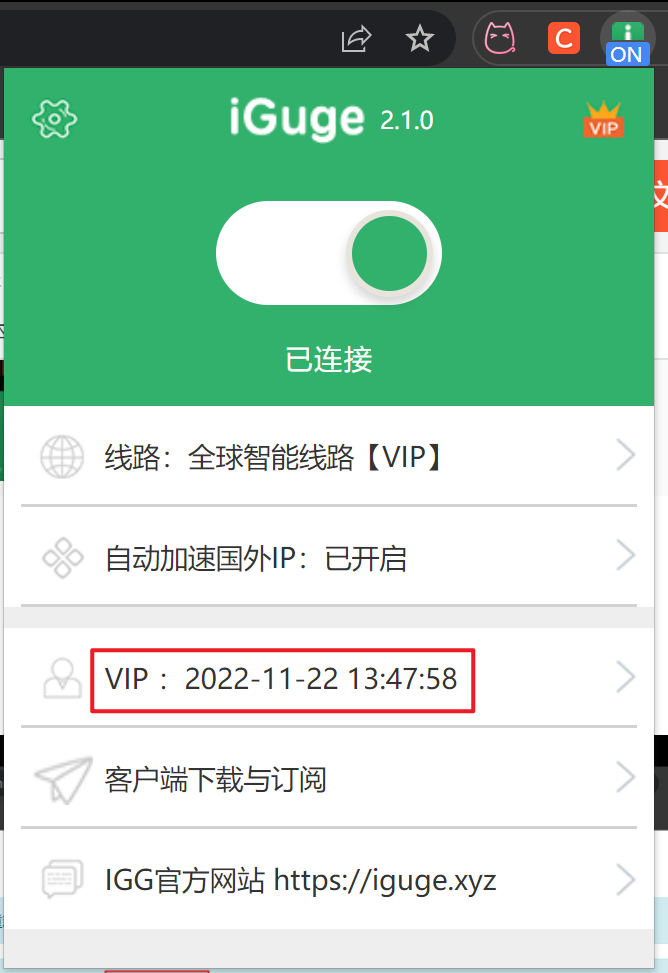 C
ON
iGuge 2.1.0
VIP
已连接
线路：全球智能线路【VIP】
自动加速国外IP：已开启
VIP ：2022-11-22 13:47:58
客户端下载与订阅
IGG官方网站 https://iguge.xyz